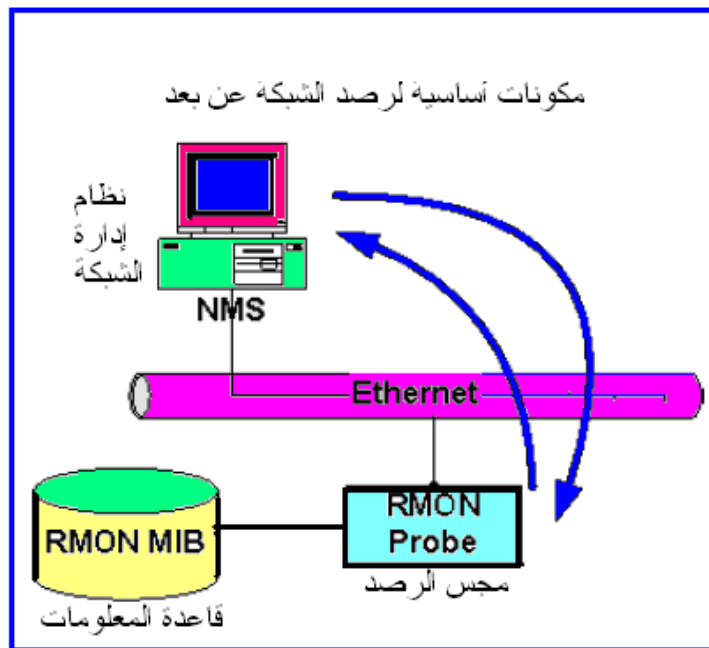 مكونات أساسية لرصد الشبكة عن بعد
نظام
إدارة
الشبكة
NMS
Ethernet
RMON MIB
RMON
Probe
قاعدة المعلومات
مجس الرصد